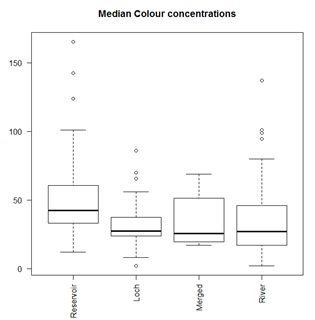 Median Colour concentrations
150
100
50
0
Reservoir
Loch
Merged
River